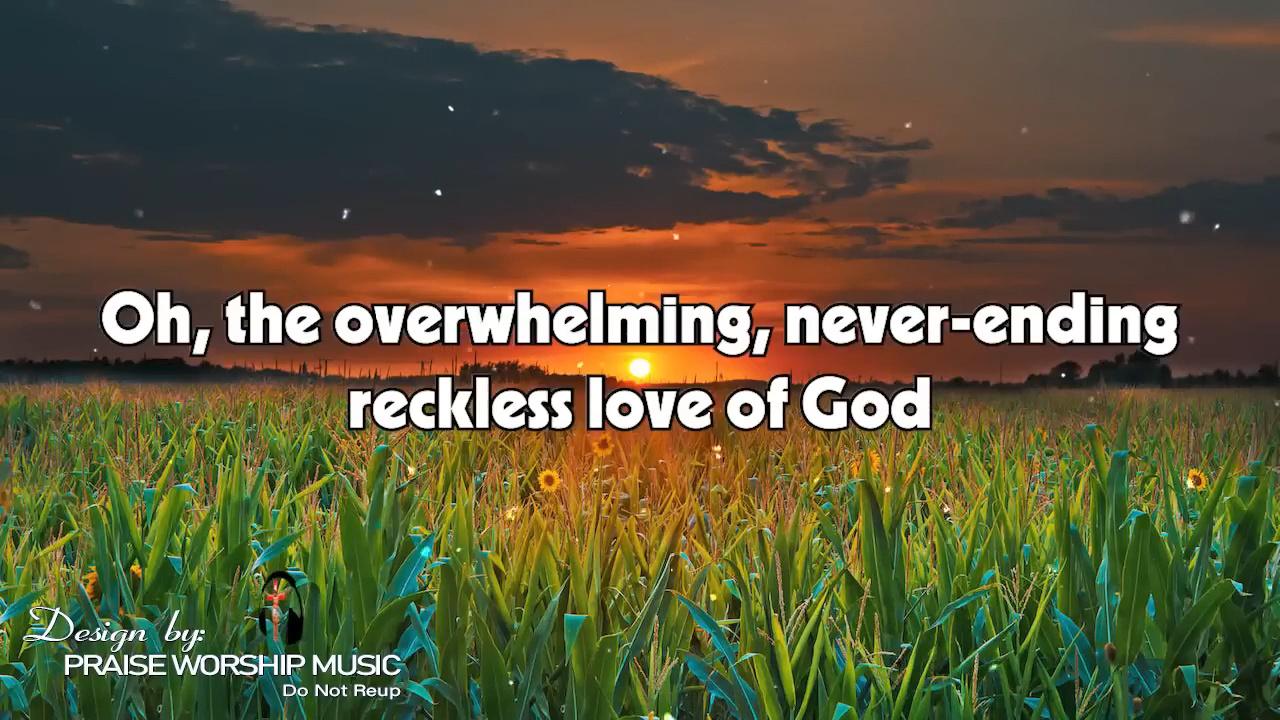 Oh, the overwhelming, never-ending
reckless love of God
Design by:
PRAISE WORSHIP MUSIC
Do Not Reup